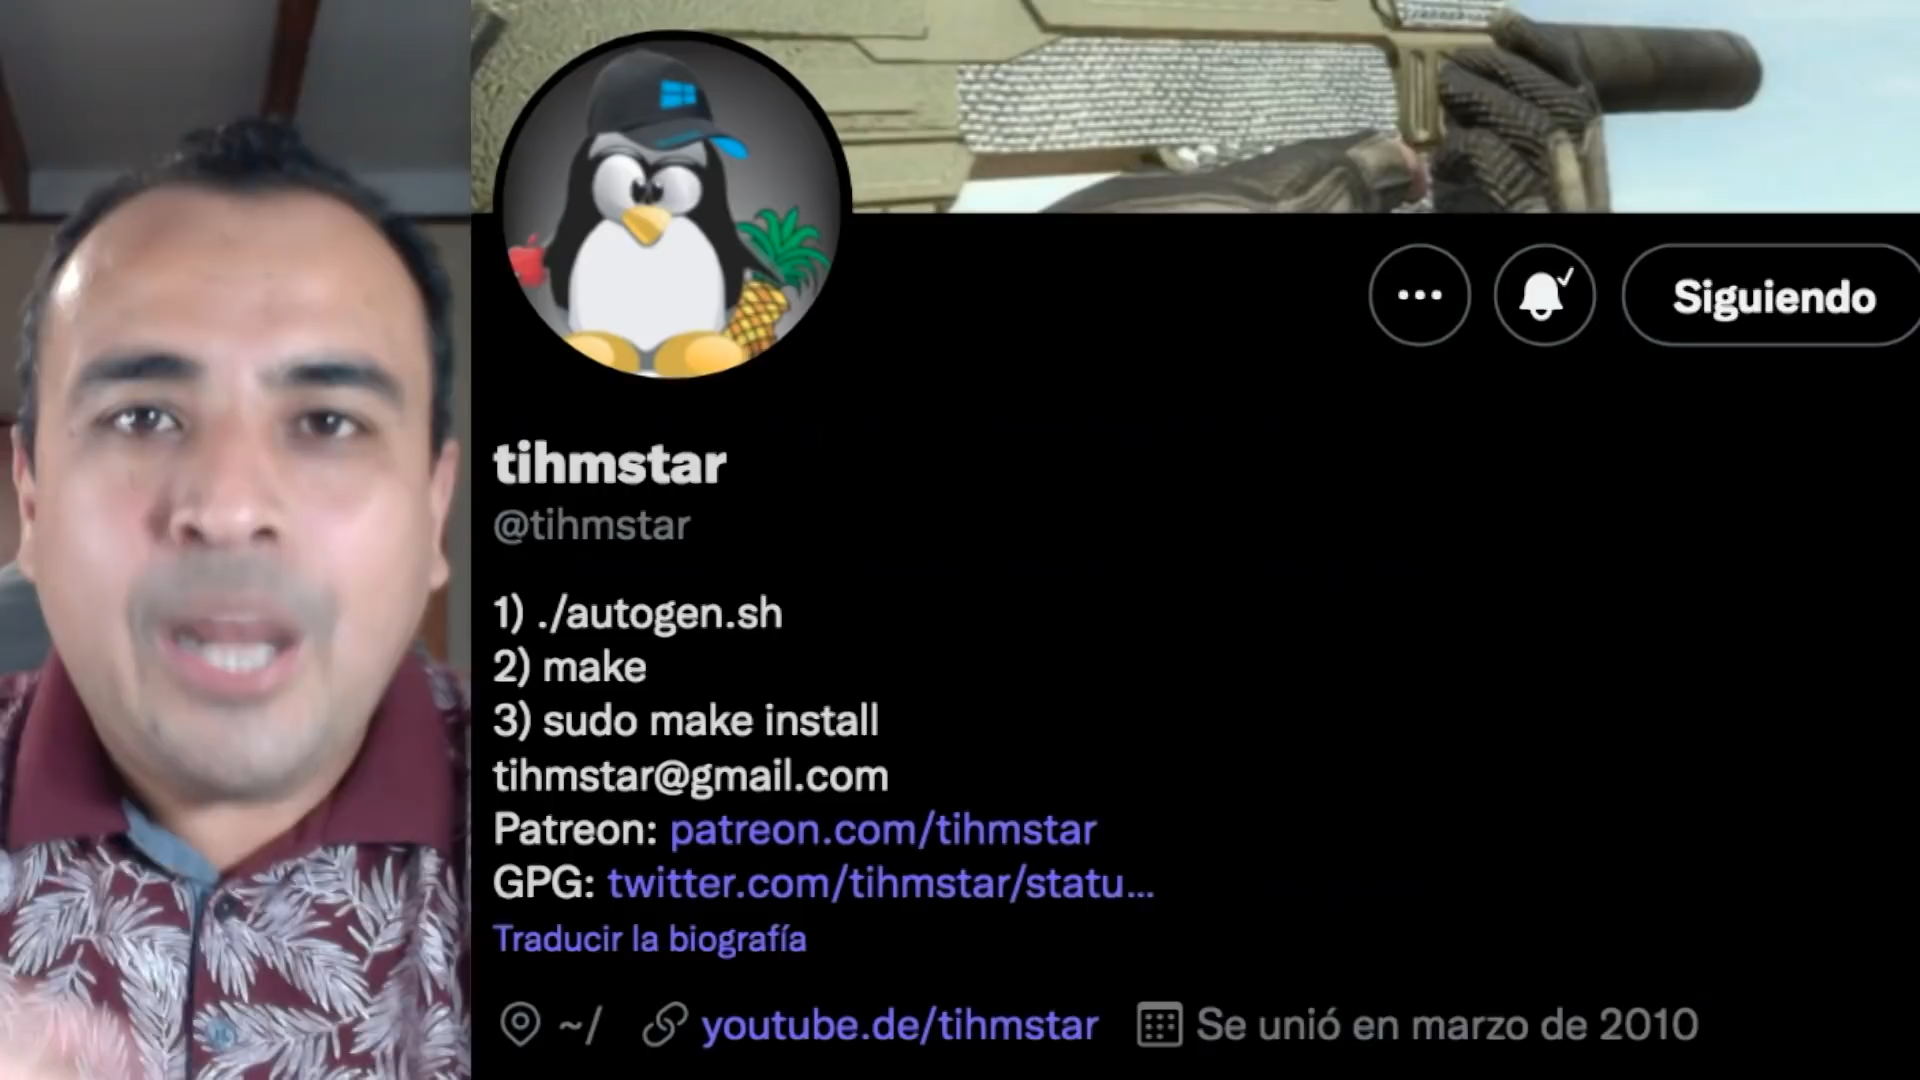 Siguiendo
tihmstar
@tihmstar
1) ./autogen.sh
2) make
3) sudo make install
tihmstar@gmail.com
Patreon: patreon.com/tihmstar
GPG: twitter.com/tihmstar/statu...
Traducir la biografía
~/ youtube.de/tihmstar Se unió en marzo de 2010